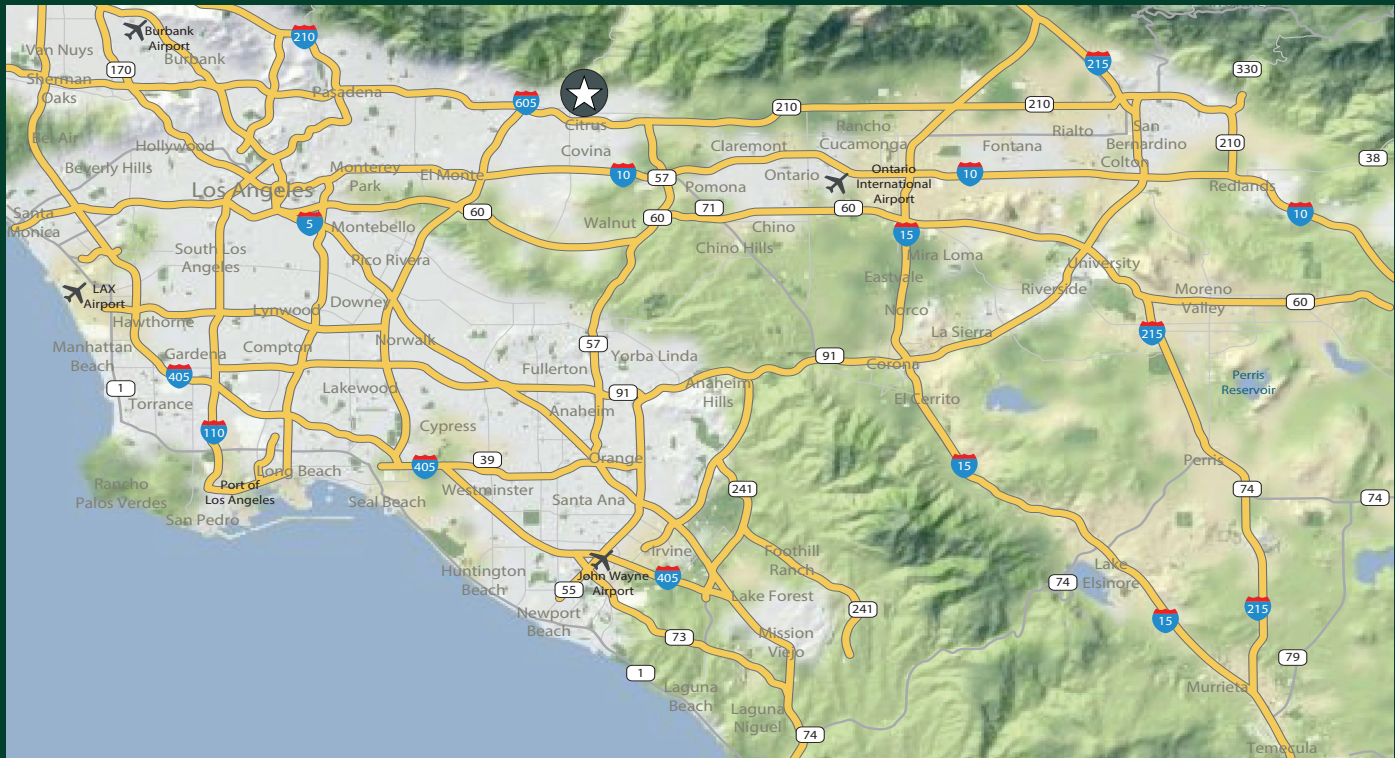 Burbank
Airport
210
Van Nuys
Burbank
170
215
330
Sherman
Oaks
Pasadena
605
210
210
Citrus
Rancho
Cucamonga
Rialto
San
Bernardino
Bel Air
Hollywood
Covina
Claremont
Fontana
210
Colton
38
Beverly Hills
Monterey
Park
El Monte
10
57
Pomona
Ontario
Ontario
International
Airport
10
Redlands
Los Angeles
Santa
Monica
5
Montebello
60
Walnut
60
71
60
Chino
15
10
South Los
Angeles
Pico Rivera
Chino Hills
Mira Loma
University
Eastvale
Riverside
Moreno
Valley
60
LAX
Airport
Hawthorne
Lynwood
Downey
Norco
La Sierra
215
Manhattan
Beach
Gardena
Compton
Norwalk
57
Yorba Linda
91
Corona
Fullerton
405
1
Torrance
Lakewood
91
Anaheim
Hills
El Cerrito
Perris
Reservoir
Anaheim
110
Cypress
39
405
Orange
15
Perris
Long Beach
Rancho
Palos Verdes
Port of
Los Angeles
San Pedro
Seal Beach
Westminster
Santa Ana
241
74
74
Irvine
Foothill
Ranch
Huntington
Beach
John Wayne
Airport
405
55
Lake Forest
241
74
Lake
Elsinore
15
215
Newport
Beach
73
Mission
Viejo
79
1
Laguna
Beach
Murrieta
Laguna
Niguel
74
Temecula